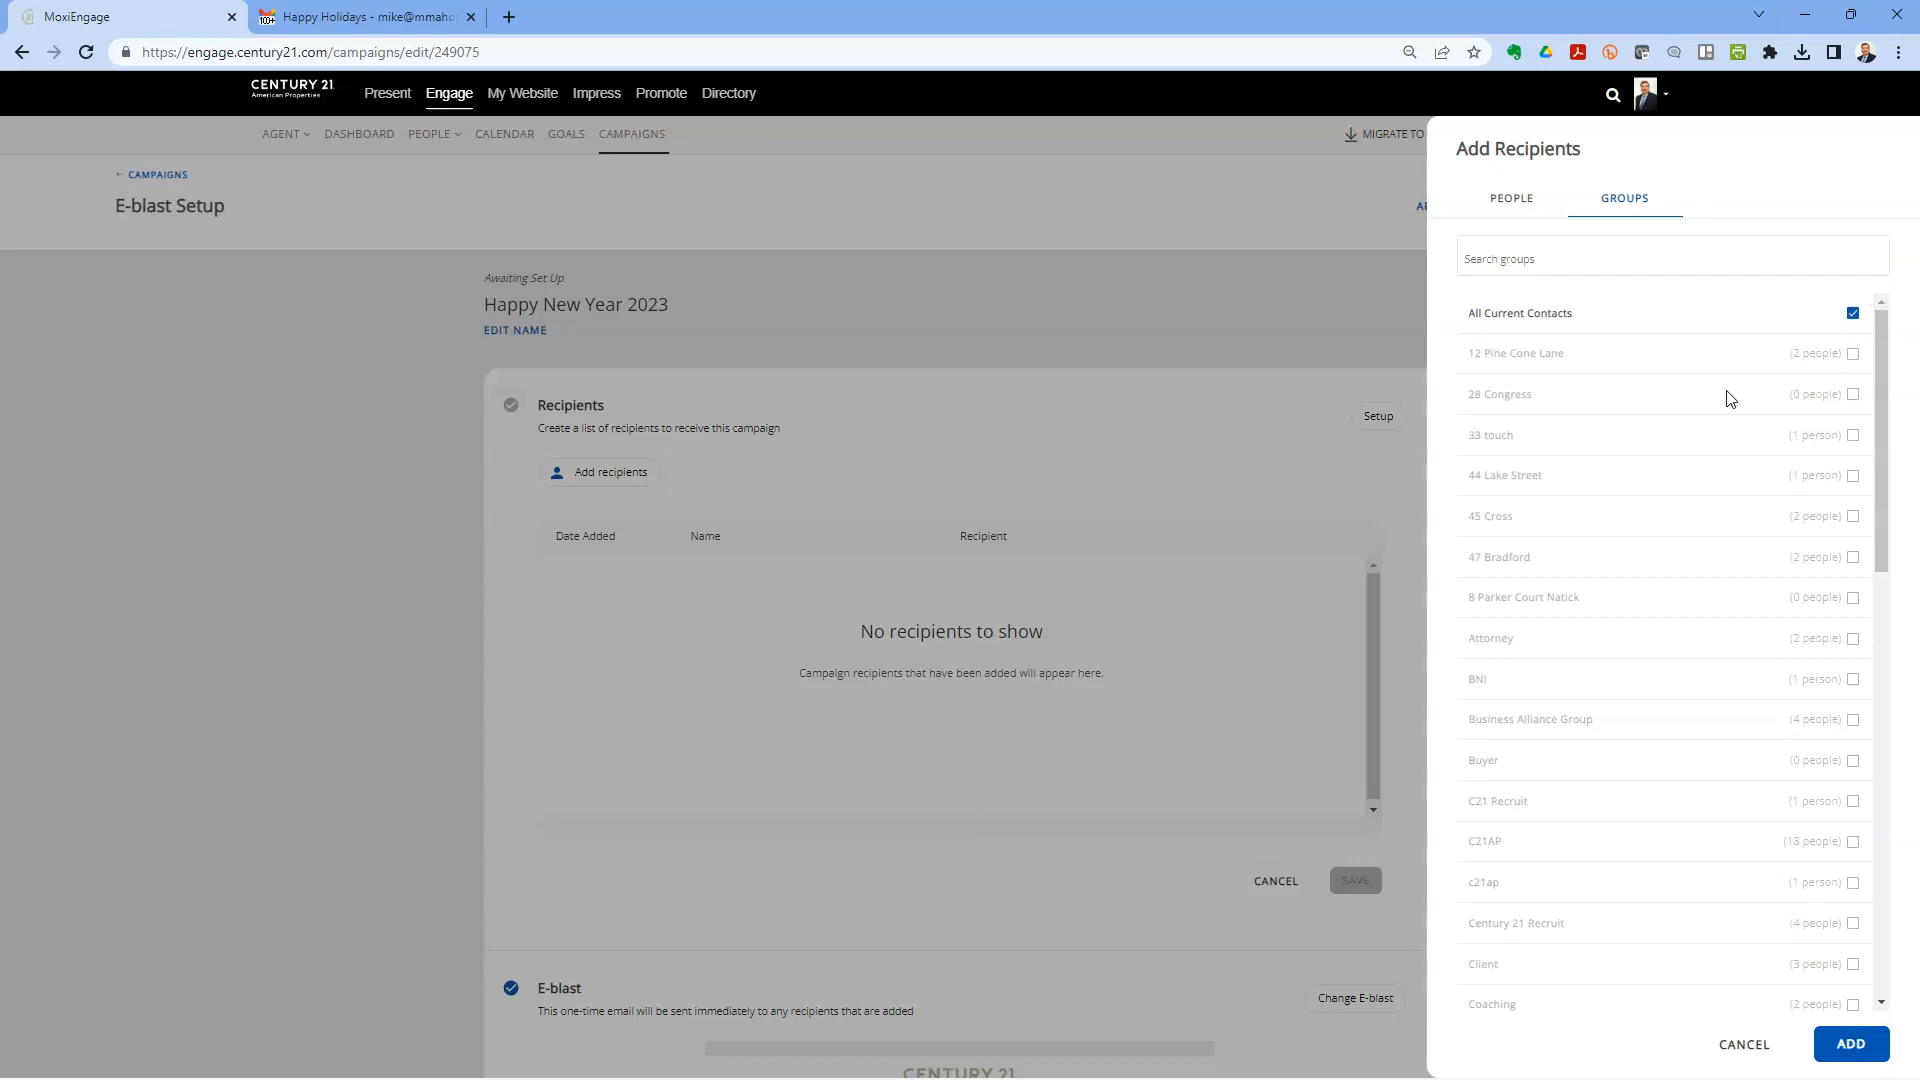 MoxiEngage
Happy Holidays - mike@mmaho
https://engage.century21.com/campaigns/edit/249075
CENTURY 21
American Properties
Present
Engage
My Website
Impress
Promote
Directory
AGENT
DASHBOARD
PEOPLE
CALENDAR
GOALS
CAMPAIGNS
MIGRATE TO
← CAMPAIGNS
E-blast Setup
Awaiting Set Up
Happy New Year 2023
EDIT NAME
Recipients
Create a list of recipients to receive this campaign
Setup
Add recipients
Date Added Name Recipient
No recipients to show
Campaign recipients that have been added will appear here.
CANCEL
SAVE
E-blast
This one-time email will be sent immediately to any recipients that are added
Change E-blast
CENTURY 21
Add Recipients
PEOPLE
GROUPS
Search groups
All Current Contacts
12 Pine Cone Lane (2 people)
28 Congress (0 people)
33 touch (1 person)
44 Lake Street (1 person)
45 Cross (2 people)
47 Bradford (2 people)
8 Parker Court Natick (0 people)
Attorney (2 people)
BNI (1 person)
Business Alliance Group (4 people)
Buyer (0 people)
C21 Recruit (1 person)
C21AP (18 people)
c21ap (1 person)
Century 21 Recruit (4 people)
Client (3 people)
Coaching (2 people)
CANCEL
ADD